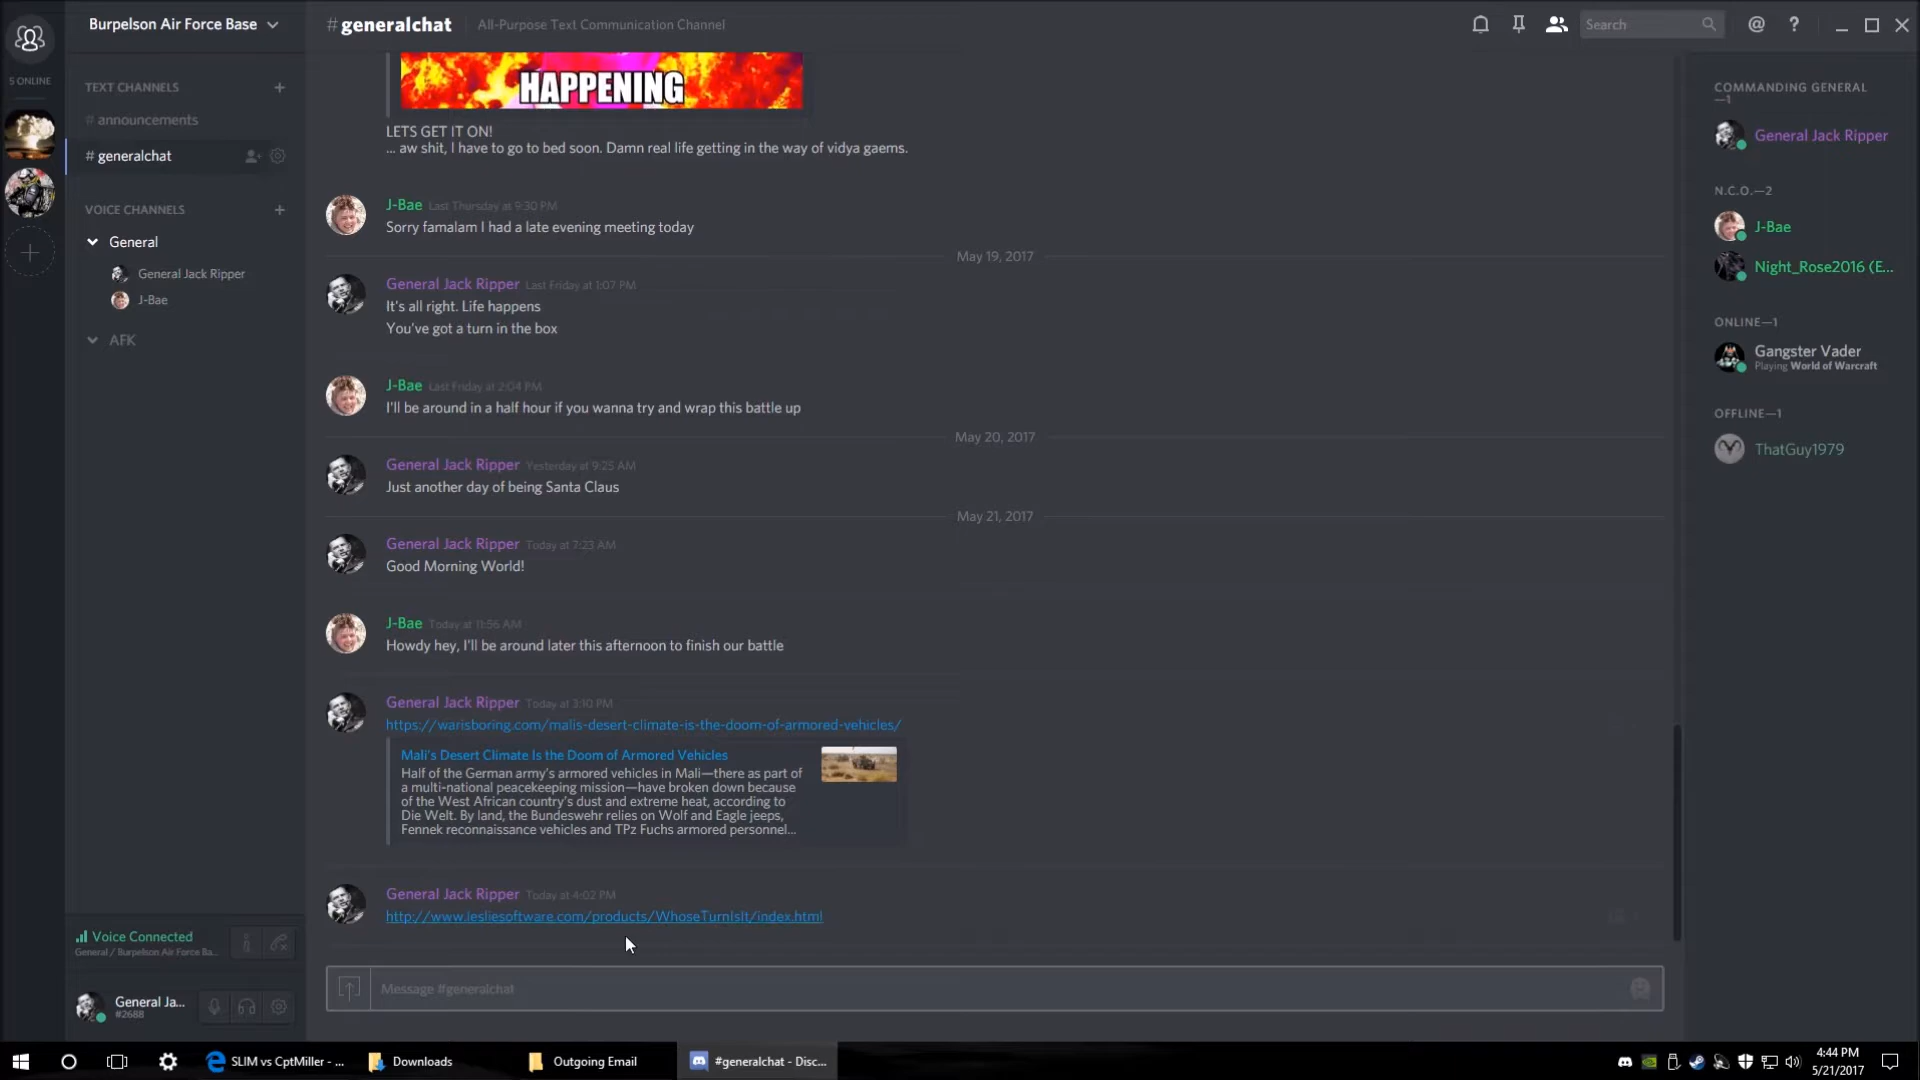 5 ONLINE
Burpelson Air Force Base
TEXT CHANNELS
# announcements
# generalchat
VOICE CHANNELS
General
General Jack Ripper
J-Bae
AFK
Voice Connected
General / Burpelson Air Force Ba...
General Ja...
#2688
#generalchat
All-Purpose Text Communication Channel
Search
HAPPENING
LETS GET IT ON!
... aw shit, I have to go to bed soon. Damn real life getting in the way of vidya gaems.
J-Bae Last Thursday at 9:30 PM
Sorry famalam I had a late evening meeting today
May 19, 2017
General Jack Ripper Last Friday at 1:07 PM
It's all right. Life happens
You've got a turn in the box
J-Bae Last Friday at 2:04 PM
I'll be around in a half hour if you wanna try and wrap this battle up
May 20, 2017
General Jack Ripper Yesterday at 9:25 AM
Just another day of being Santa Claus
May 21, 2017
General Jack Ripper Today at 7:23 AM
Good Morning World!
J-Bae Today at 11:56 AM
Howdy hey, I'll be around later this afternoon to finish our battle
General Jack Ripper Today at 3:10 PM
https://warisboring.com/malis-desert-climate-is-the-doom-of-armored-vehicles/
Mali's Desert Climate Is the Doom of Armored Vehicles
Half of the German army's armored vehicles in Mali—there as part of
a multi-national peacekeeping mission—have broken down because
of the West African country's dust and extreme heat, according to
Die Welt. By land, the Bundeswehr relies on Wolf and Eagle jeeps,
Fennek reconnaissance vehicles and TPz Fuchs armored personnel...
General Jack Ripper Today at 4:02 PM
http://www.lesliesoftware.com/products/WhoseTurnIsIt/index.html
Message #generalchat
COMMANDING GENERAL
—1
General Jack Ripper
N.C.O.—2
J-Bae
Night_Rose2016 (E...
ONLINE—1
Gangster Vader
Playing World of Warcraft
OFFLINE—1
ThatGuy1979
SLIM vs CptMiller - ...
Downloads
Outgoing Email
#generalchat - Disc...
4:44 PM
5/21/2017